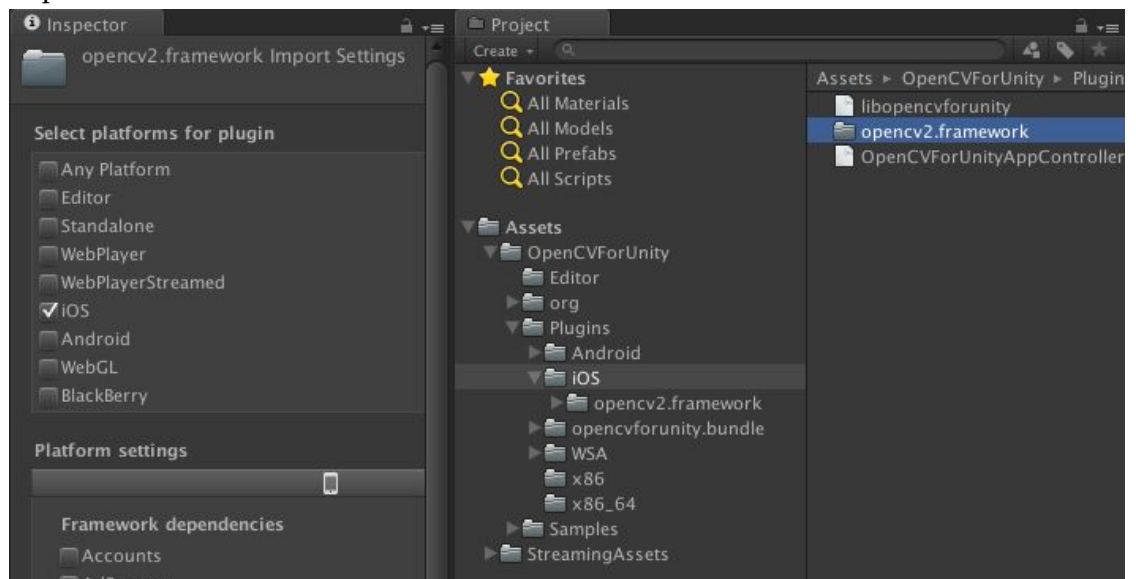 Inspector
opencv2.framework Import Settings
Select platforms for plugin
Any Platform
Editor
Standalone
WebPlayer
WebPlayerStreamed
iOS
Android
WebGL
BlackBerry
Platform settings
Framework dependencies
Accounts
Project
Create
Favorites
All Materials
All Models
All Prefabs
All Scripts
Assets
OpenCVForUnity
Editor
org
Plugins
Android
iOS
opencv2.framework
opencvforunity.bundle
WSA
x86
x86_64
Samples
StreamingAssets
Assets ▸ OpenCVForUnity ▸ Plugin
libopencvforunity
opencv2.framework
OpenCVForUnityAppController